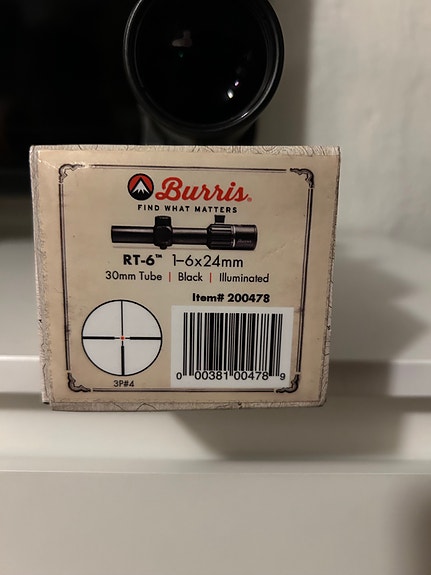 Burris®
FIND WHAT MATTERS
RT-6™ 1–6x24mm
30mm Tube | Black | Illuminated
Item# 200478
3P#4
0 00381 00478 9